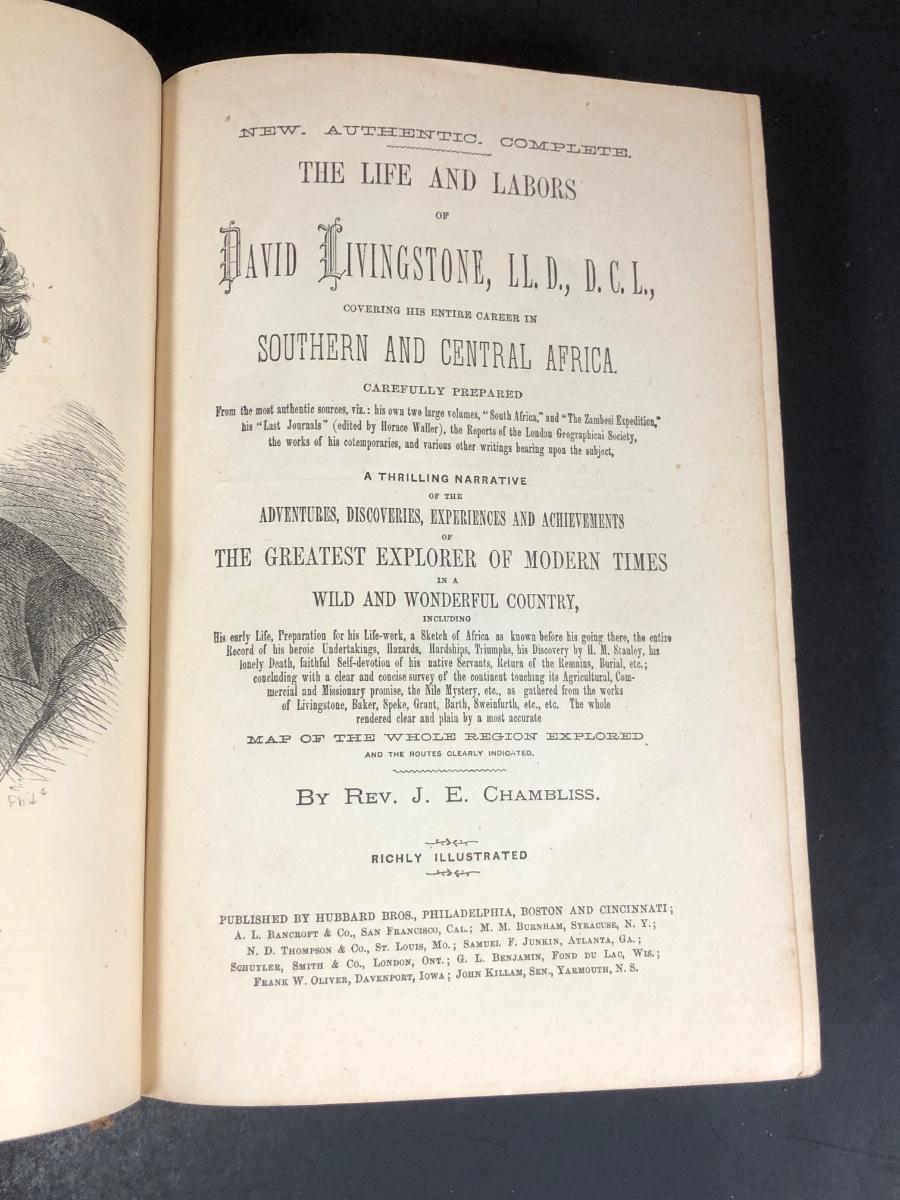 NEW. AUTHENTIC. COMPLETE.
THE LIFE AND LABORS
OF
DAVID LIVINGSTONE, LL. D., D. C. L.,
COVERING HIS ENTIRE CAREER IN
SOUTHERN AND CENTRAL AFRICA.
CAREFULLY PREPARED
From the most authentic sources, viz.: his own two large volumes, "South Africa," and "The Zambesi Expedition,"
his "Last Journals" (edited by Horace Waller), the Reports of the London Geographical Society,
the works of his cotemporaries, and various other writings bearing upon the subject,
A THRILLING NARRATIVE
OF THE
ADVENTURES, DISCOVERIES, EXPERIENCES AND ACHIEVEMENTS
OF
THE GREATEST EXPLORER OF MODERN TIMES
IN A
WILD AND WONDERFUL COUNTRY,
INCLUDING
His early Life, Preparation for his Life-work, a Sketch of Africa as known before his going there, the entire
Record of his heroic Undertakings, Hazards, Hardships, Triumphs, his Discovery by H. M. Stanley, his
lonely Death, faithful Self-devotion of his native Servants, Return of the Remains, Burial, etc.;
concluding with a clear and concise survey of the continent touching its Agricultural, Com-
mercial and Missionary promise, the Nile Mystery, etc., as gathered from the works
of Livingstone, Baker, Speke, Grant, Barth, Sweinfurth, etc., etc. The whole
rendered clear and plain by a most accurate
MAP OF THE WHOLE REGION EXPLORED
AND THE ROUTES CLEARLY INDICATED.
BY REV. J. E. CHAMBLISS.
RICHLY ILLUSTRATED
PUBLISHED BY HUBBARD BROS., PHILADELPHIA, BOSTON AND CINCINNATI;
A. L. BANCROFT & CO., SAN FRANCISCO, CAL.; M. M. BURNHAM, SYRACUSE, N. Y.;
N. D. THOMPSON & CO., ST. LOUIS, MO.; SAMUEL F. JUNKIN, ATLANTA, GA.;
SCHUYLER, SMITH & CO., LONDON, ONT.; G. L. BENJAMIN, FOND DU LAC, WIS.;
FRANK W. OLIVER, DAVENPORT, IOWA; JOHN KILLAM, SEN., YARMOUTH, N. S.